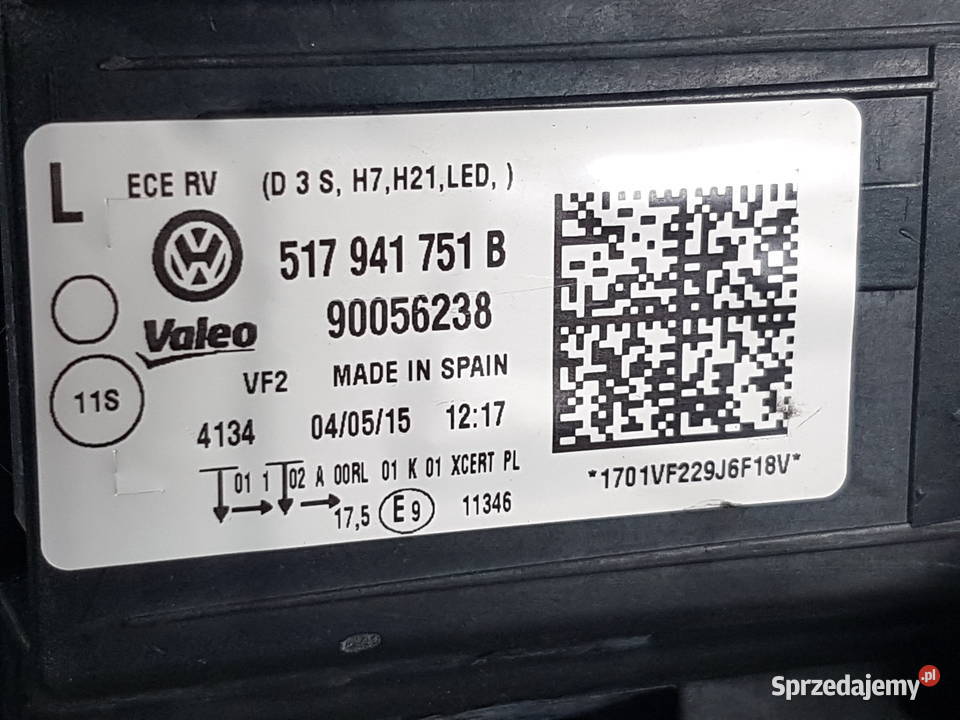 L ECE RV (D 3 S, H7,H21,LED, )
517 941 751 B
90056238
Valeo
VF2 MADE IN SPAIN
11S
4134 04/05/15 12:17
01 1 02 A 00RL 01 K 01 XCERT PL
17,5 E9 11346
*1701VF229J6F18V*
Sprzedajemy.pl